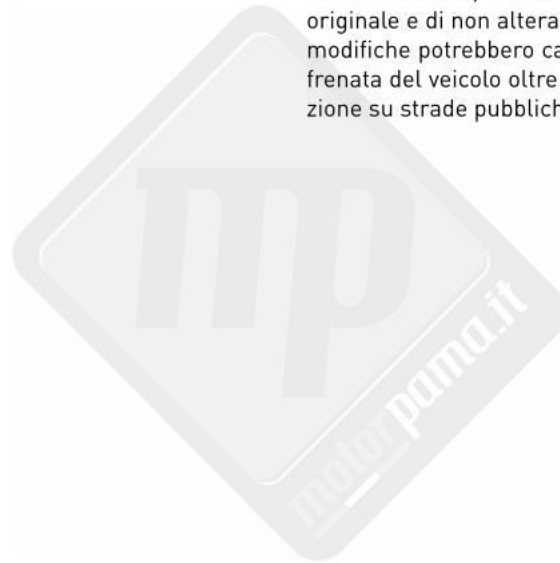 originale e di non altera
modifiche potrebbero ca
frenata del veicolo oltre
zione su strade pubblich
mp
motorpama.it